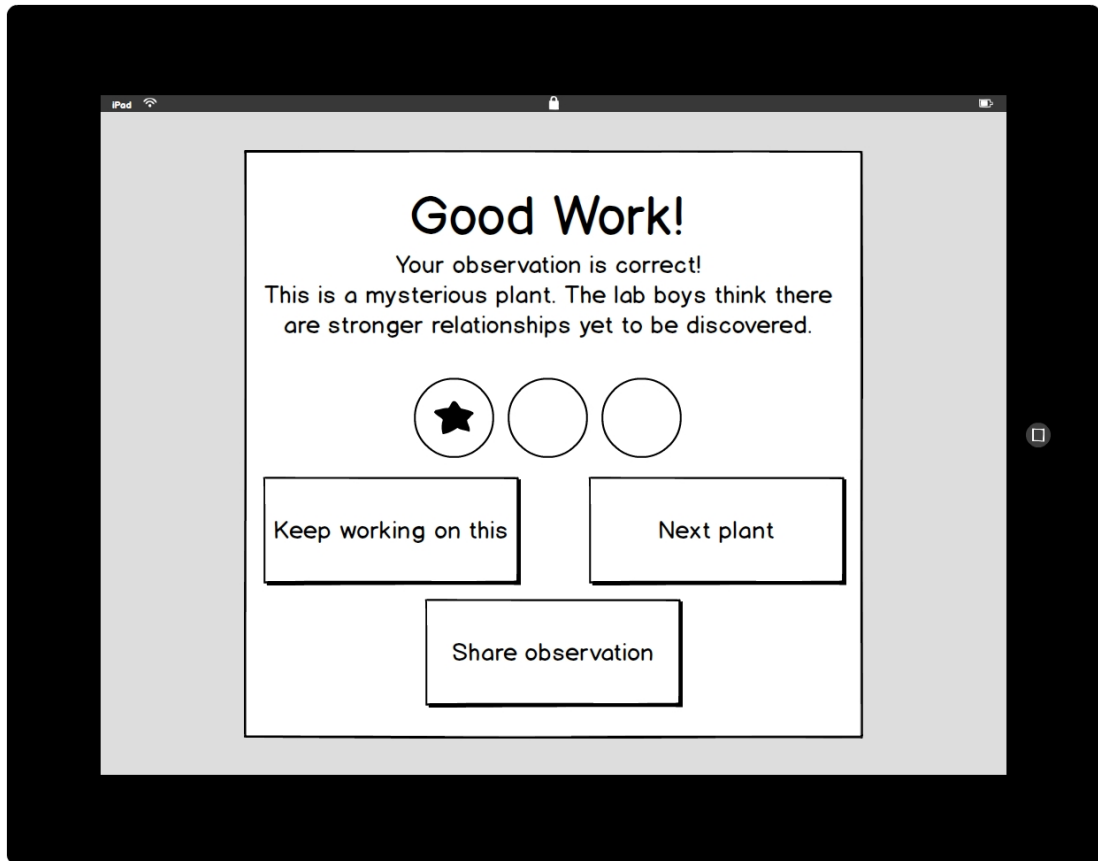 iPad
Good Work!
Your observation is correct!
This is a mysterious plant. The lab boys think there
are stronger relationships yet to be discovered.
Keep working on this
Next plant
Share observation